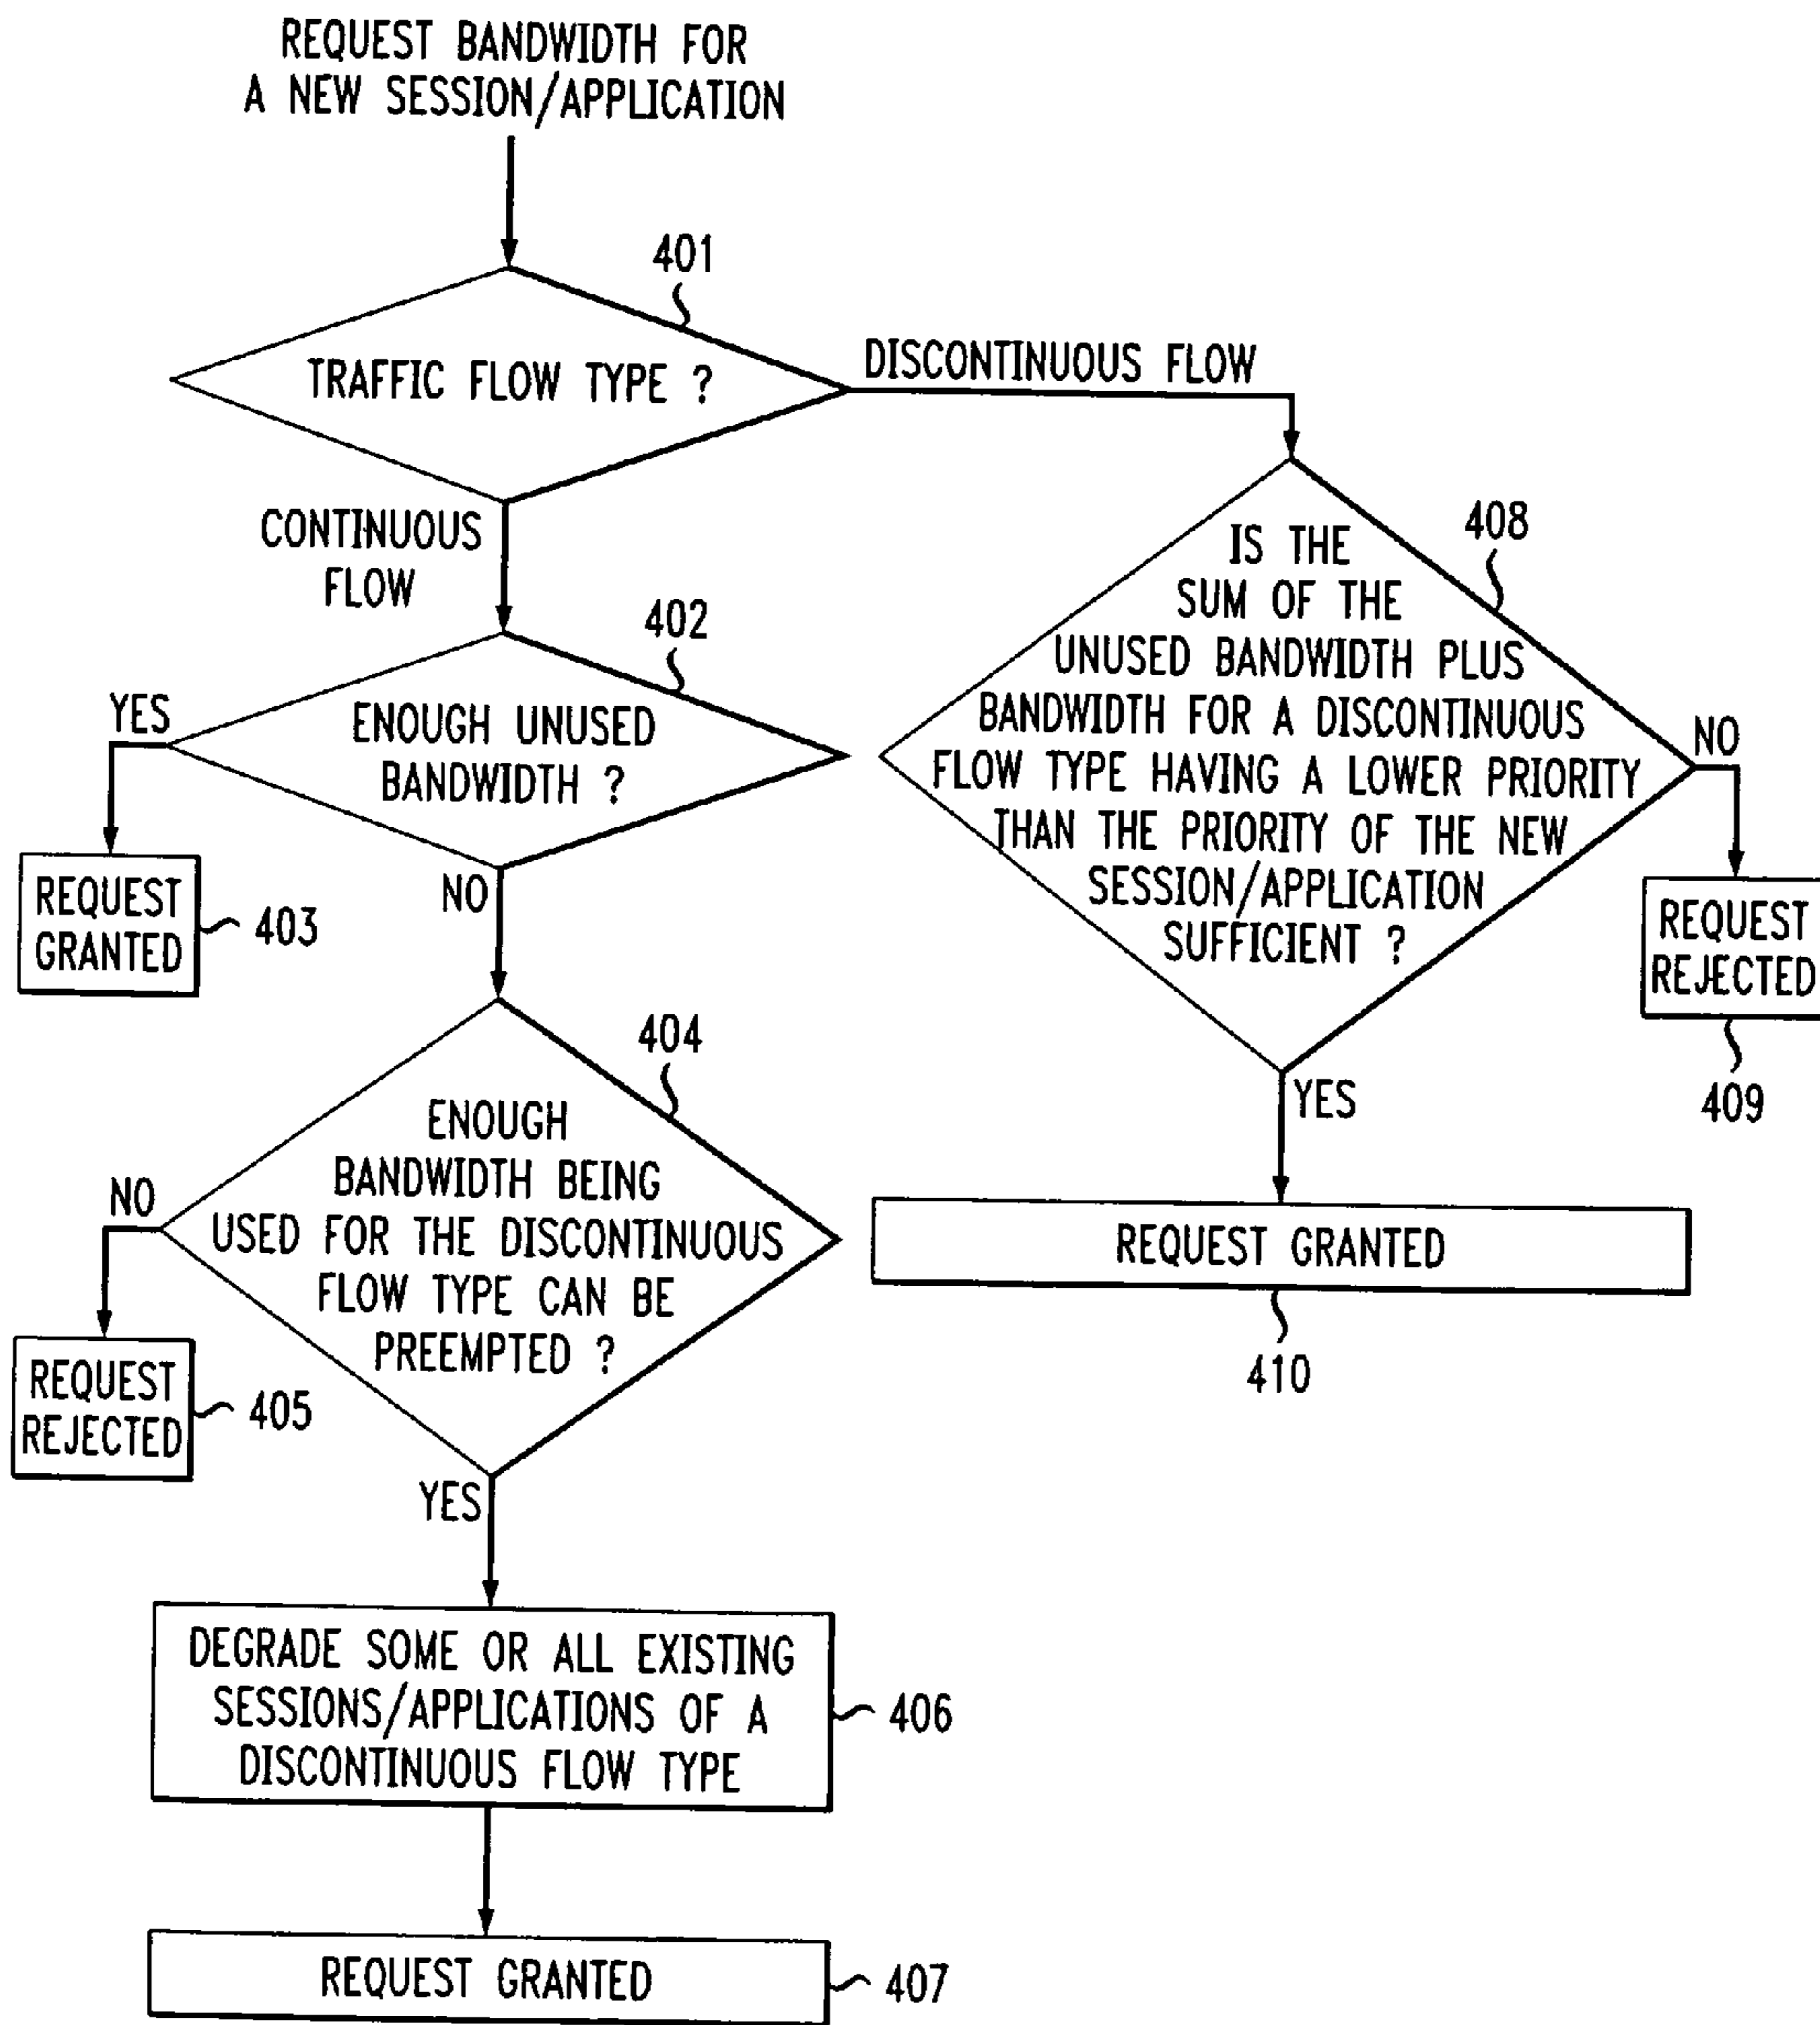 REQUEST BANDWIDTH FOR
A NEW SESSION/APPLICATION
401
TRAFFIC FLOW TYPE ?
DISCONTINUOUS FLOW
CONTINUOUS
FLOW
402
YES
ENOUGH UNUSED
BANDWIDTH ?
REQUEST
GRANTED
403
NO
404
ENOUGH
BANDWIDTH BEING
USED FOR THE DISCONTINUOUS
FLOW TYPE CAN BE
PREEMPTED ?
NO
REQUEST
REJECTED
405
YES
DEGRADE SOME OR ALL EXISTING
SESSIONS/APPLICATIONS OF A
DISCONTINUOUS FLOW TYPE
406
REQUEST GRANTED
407
408
IS THE
SUM OF THE
UNUSED BANDWIDTH PLUS
BANDWIDTH FOR A DISCONTINUOUS
FLOW TYPE HAVING A LOWER PRIORITY
THAN THE PRIORITY OF THE NEW
SESSION/APPLICATION
SUFFICIENT ?
NO
REQUEST
REJECTED
409
YES
REQUEST GRANTED
410